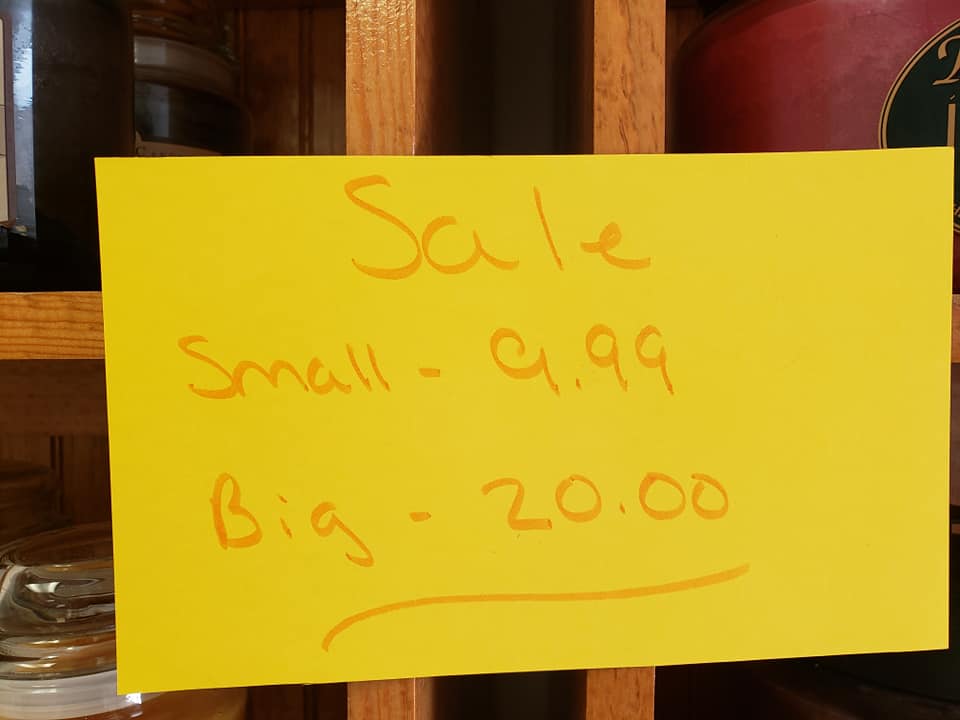 Sale
Small - 9.99
Big - 20.00